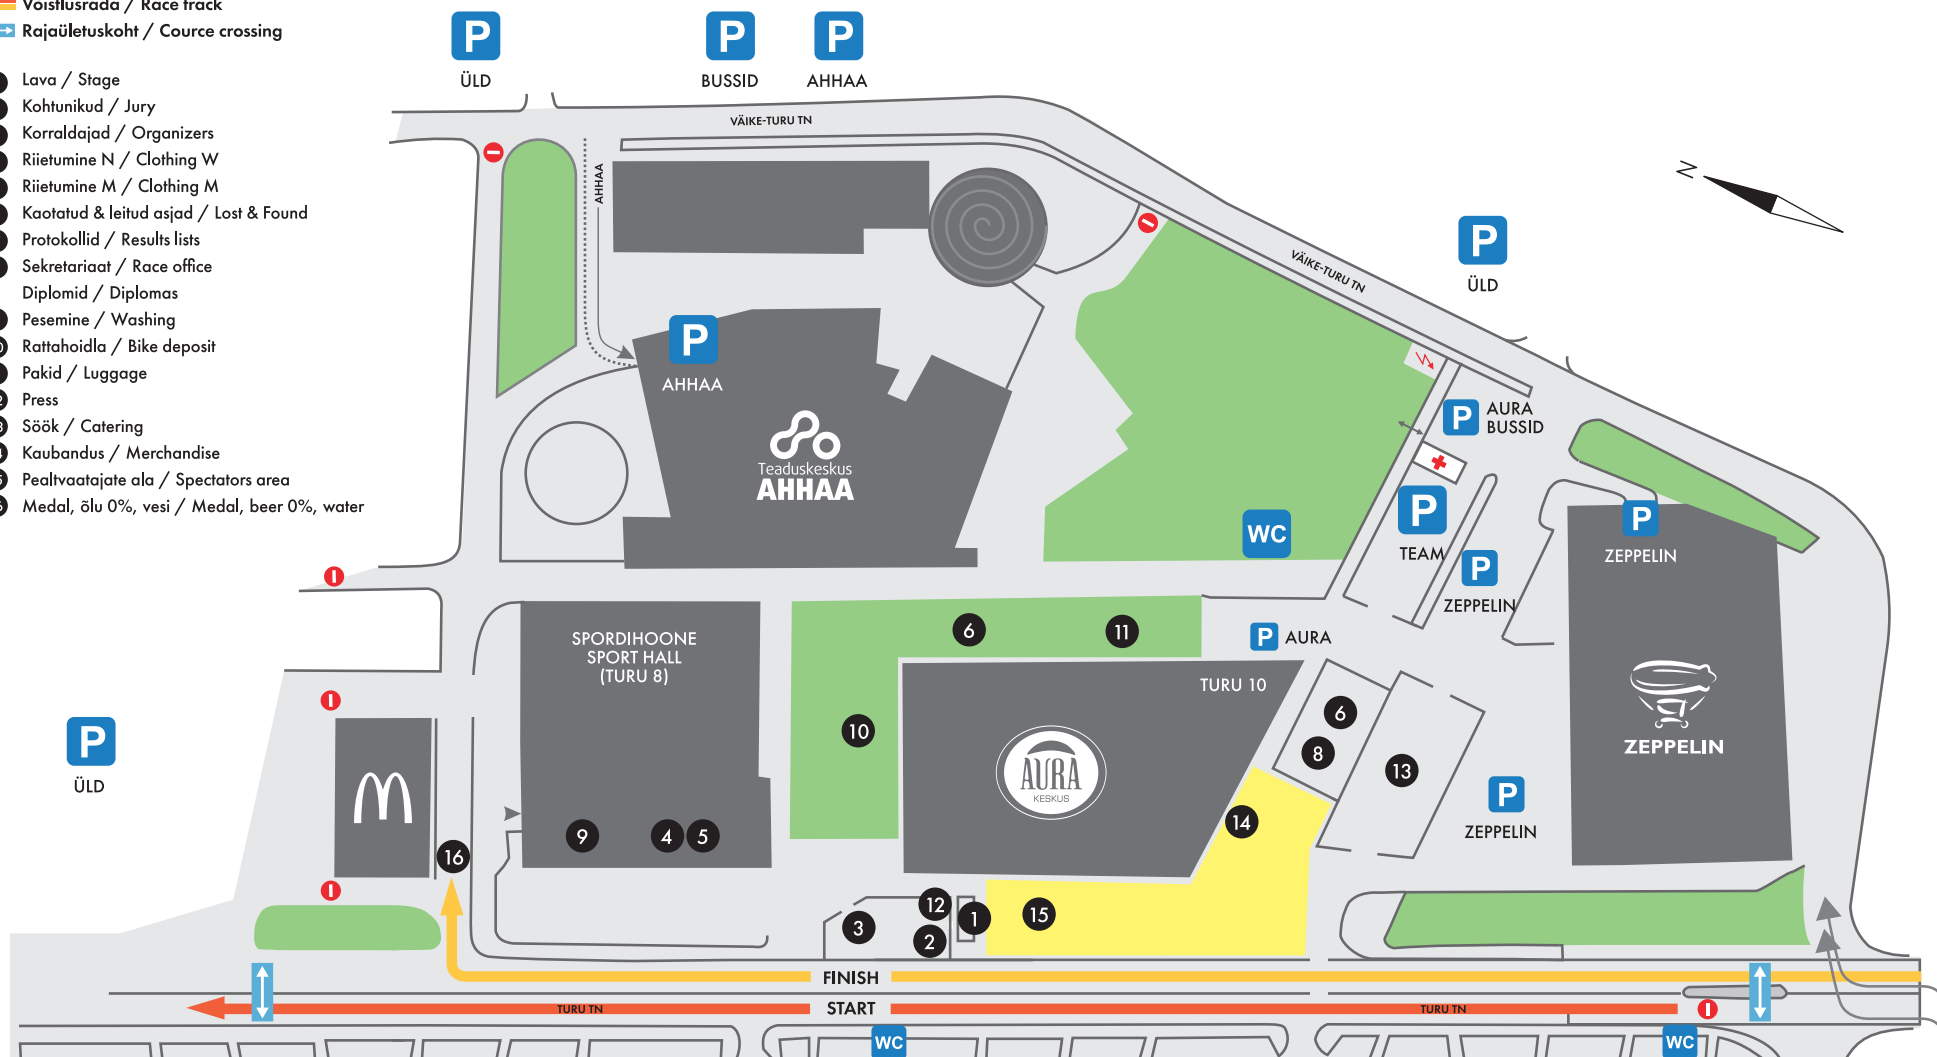 Võistlusrada / Race track
Rajaületuskoht / Cource crossing
Lava / Stage
Kohtunikud / Jury
Korraldajad / Organizers
Riietumine N / Clothing W
Riietumine M / Clothing M
Kaotatud & leitud asjad / Lost & Found
Protokollid / Results lists
Sekretariaat / Race office
Diplomid / Diplomas
Pesemine / Washing
Rattahoidla / Bike deposit
Pakid / Luggage
Press
Söök / Catering
Kaubandus / Merchandise
Pealtvaatajate ala / Spectators area
Medal, õlu 0%, vesi / Medal, beer 0%, water
P
ÜLD
P
BUSSID
P
AHHAA
VÄIKE-TURU TN
AHHAA
N
P
ÜLD
VÄIKE-TURU TN
P
AHHAA
Teaduskeskus
AHHAA
P
AURA
BUSSID
P
TEAM
WC
P
ZEPPELIN
P
ZEPPELIN
SPORDIHOONE
SPORT HALL
(TURU 8)
6
11
P AURA
TURU 10
10
6
8
13
AURA
KESKUS
ZEPPELIN
P
ÜLD
P
ZEPPELIN
9
4
5
16
14
12
1
15
3
2
FINISH
START
TURU TN
TURU TN
WC
WC